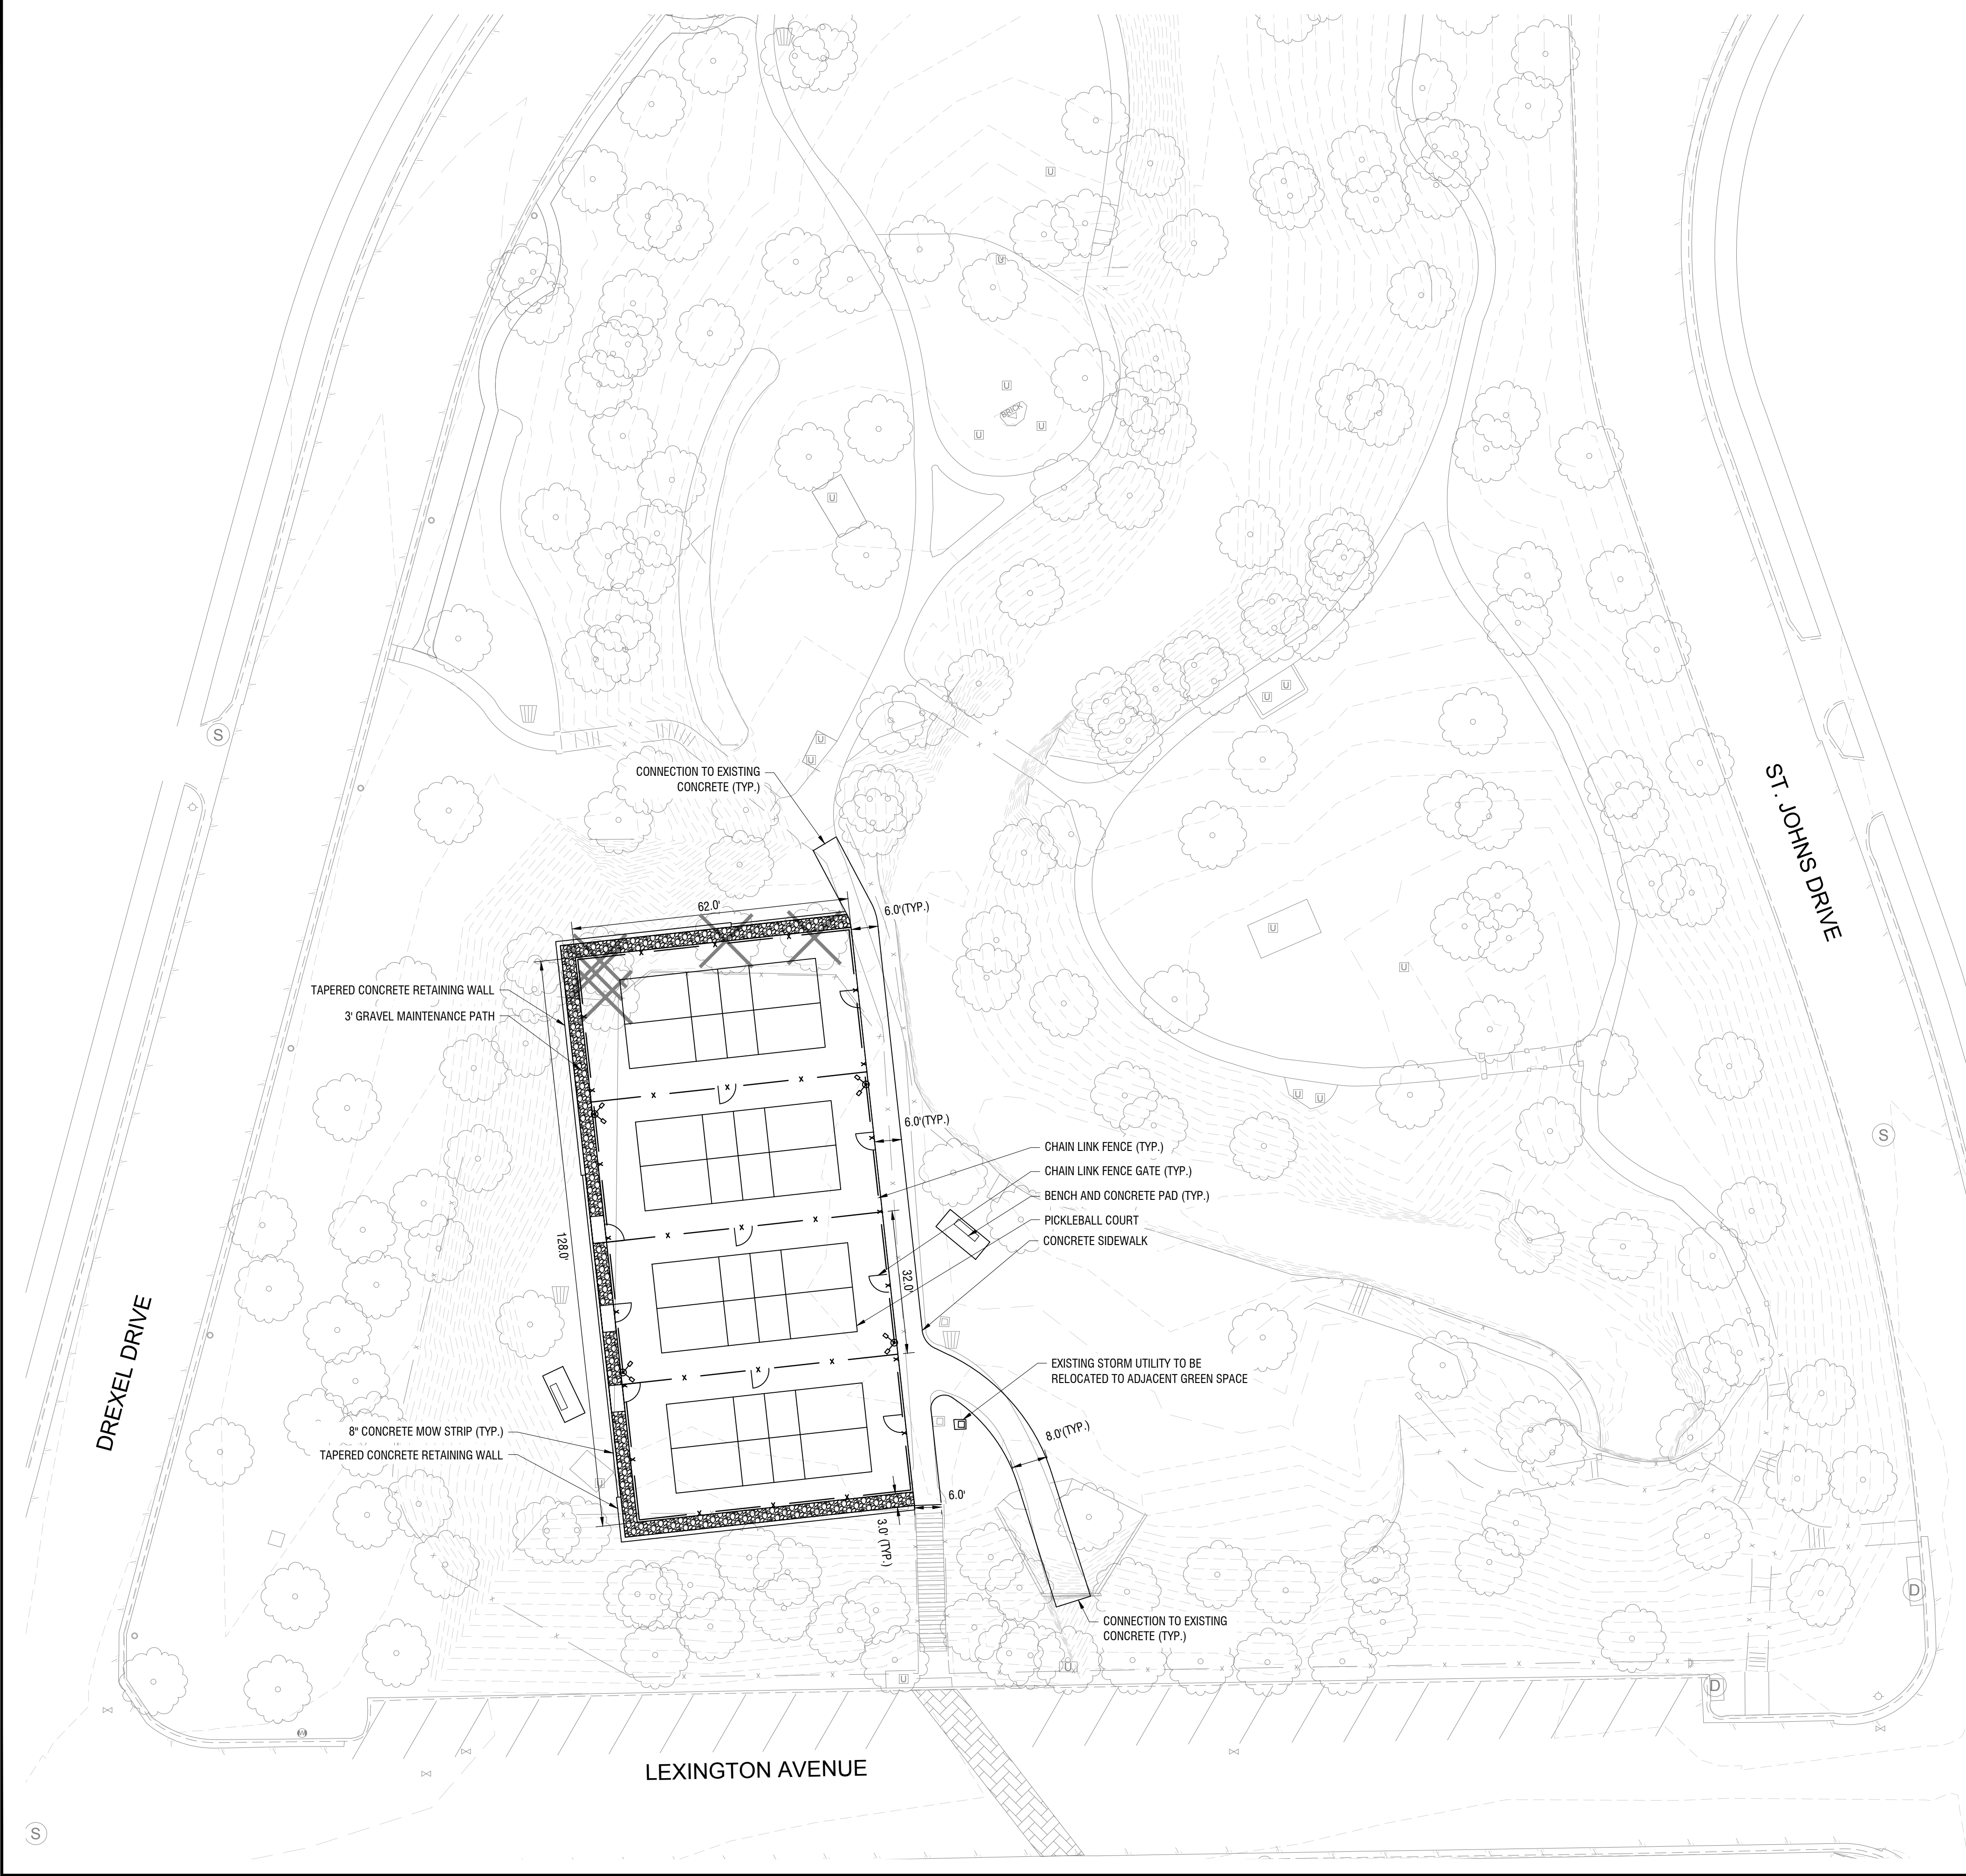 U
U
BRICK
U
U
U
U
U
U
S
U
U
CONNECTION TO EXISTING
CONCRETE (TYP.)
ST. JOHNS DRIVE
62.0'
6.0'(TYP.)
U
U
TAPERED CONCRETE RETAINING WALL
3' GRAVEL MAINTENANCE PATH
U
U
6.0'(TYP.)
S
CHAIN LINK FENCE (TYP.)
CHAIN LINK FENCE GATE (TYP.)
BENCH AND CONCRETE PAD (TYP.)
PICKLEBALL COURT
CONCRETE SIDEWALK
128.0'
32.0'
DREXEL DRIVE
EXISTING STORM UTILITY TO BE
RELOCATED TO ADJACENT GREEN SPACE
8" CONCRETE MOW STRIP (TYP.)
TAPERED CONCRETE RETAINING WALL
8.0'(TYP.)
U
6.0'
3.0' (TYP.)
D
CONNECTION TO EXISTING
CONCRETE (TYP.)
U
U
D
LEXINGTON AVENUE
S